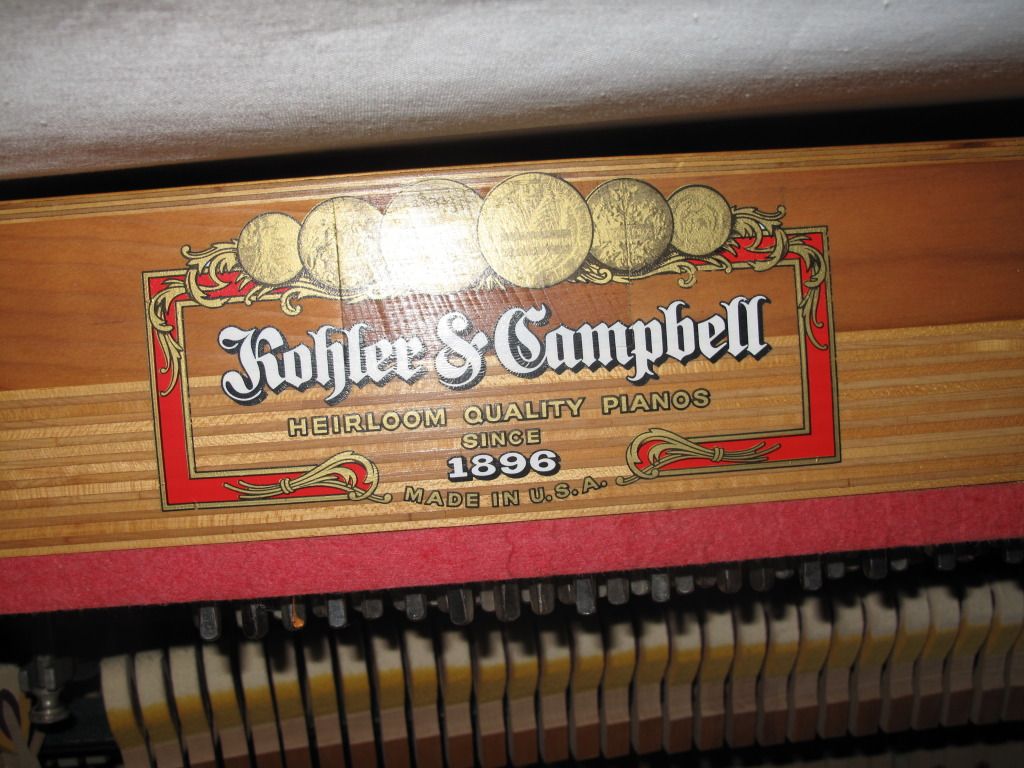 Kohler & Campbell
HEIRLOOM QUALITY PIANOS
SINCE
1896
MADE IN U.S.A.